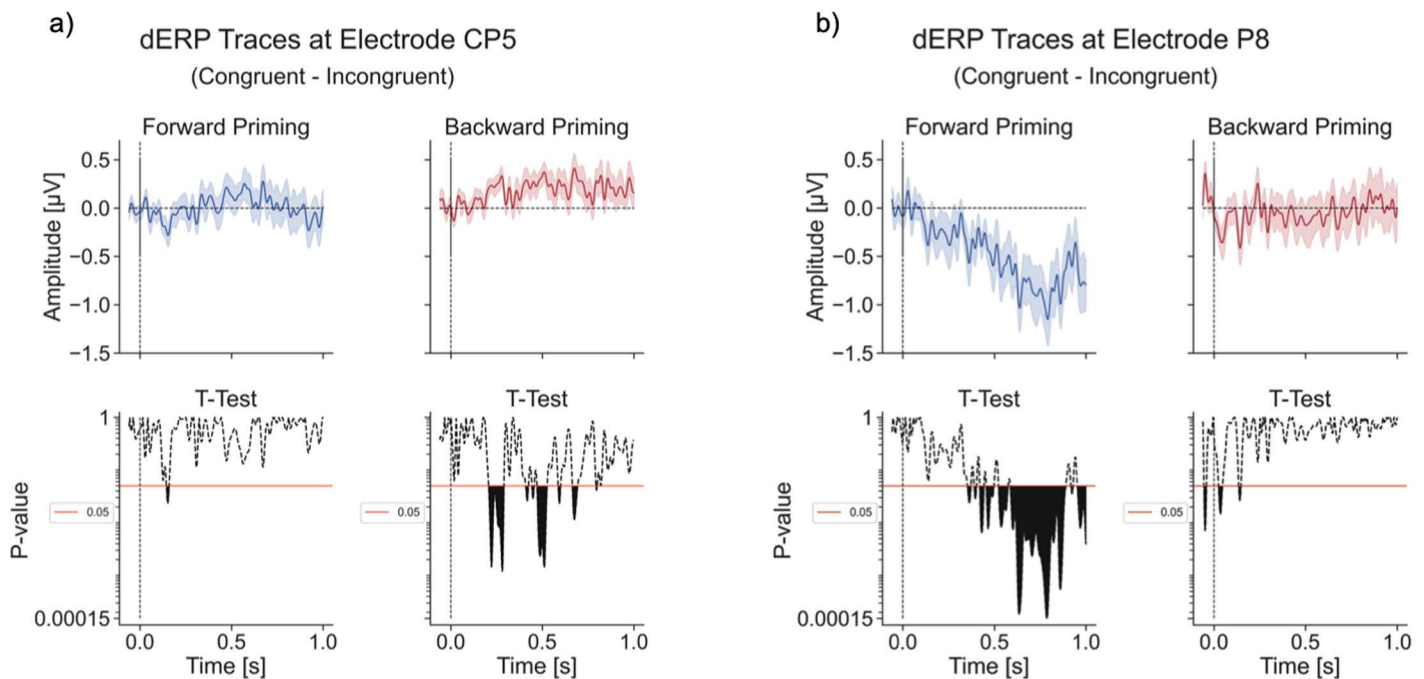 a)
dERP Traces at Electrode CP5
(Congruent - Incongruent)
Forward Priming
Backward Priming
Amplitude [µV]
0.5
0.0
−0.5
−1.0
−1.5
T-Test
T-Test
P-value
1
0.00015
0.05
0.05
0.0
0.5
1.0
0.0
0.5
1.0
Time [s]
Time [s]
b)
dERP Traces at Electrode P8
(Congruent - Incongruent)
Forward Priming
Backward Priming
Amplitude [µV]
0.5
0.0
−0.5
−1.0
−1.5
T-Test
T-Test
P-value
1
0.00015
0.05
0.05
0.0
0.5
1.0
0.0
0.5
1.0
Time [s]
Time [s]